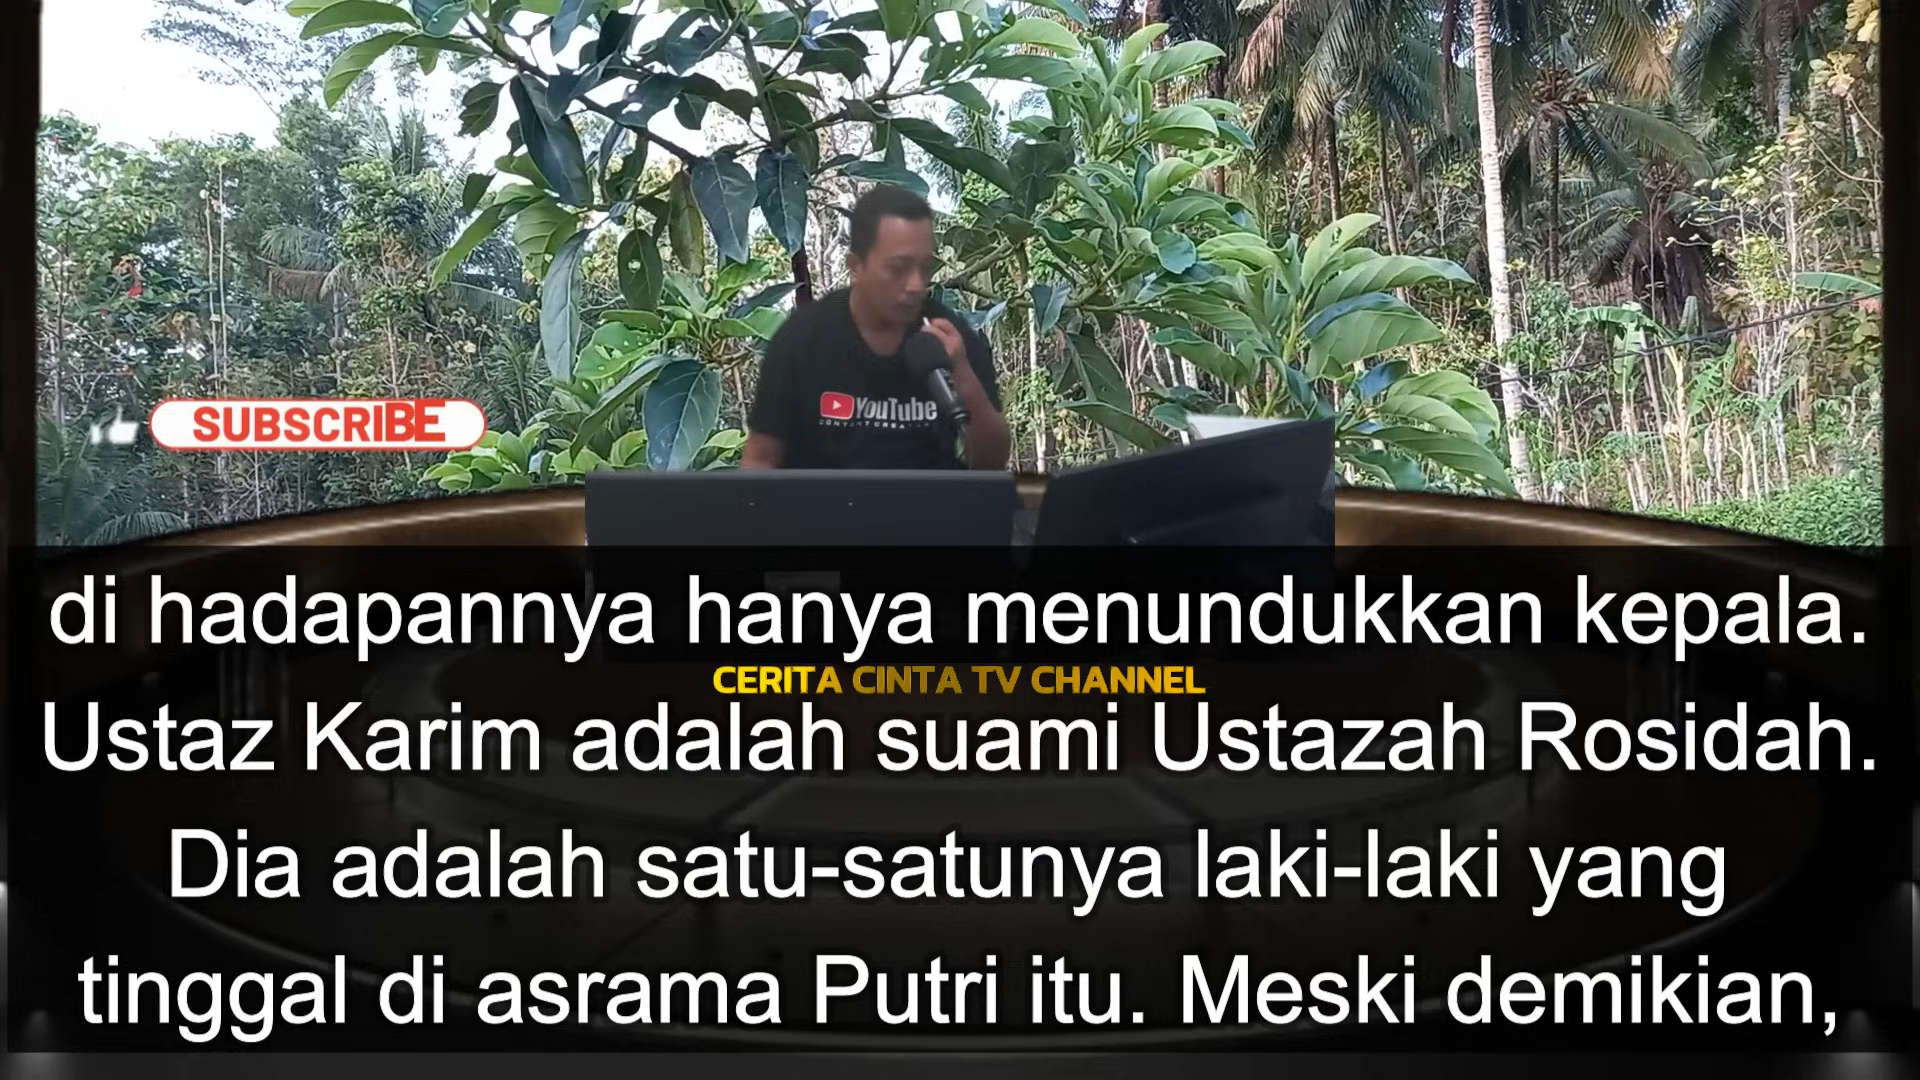 SUBSCRIBE
YouTube
di hadapannya hanya menundukkan kepala.
CERITA CINTA TV CHANNEL
Ustaz Karim adalah suami Ustazah Rosidah.
Dia adalah satu-satunya laki-laki yang
tinggal di asrama Putri itu. Meski demikian,